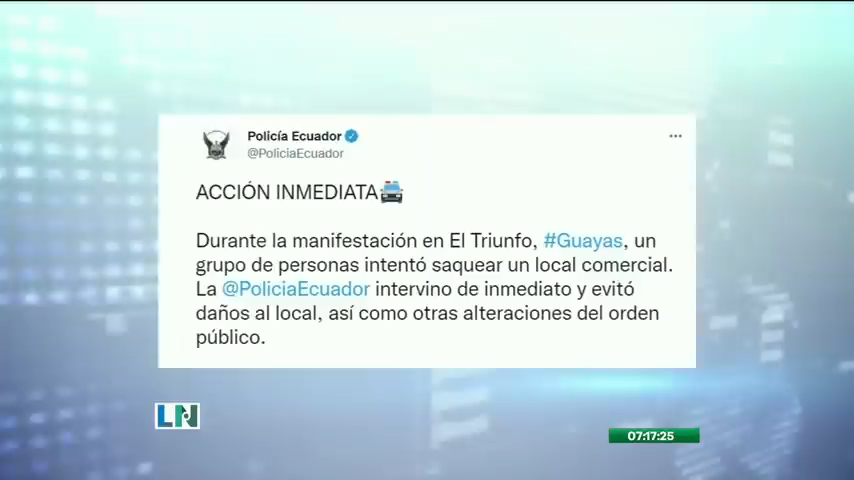 Policía Ecuador
@PoliciaEcuador
ACCIÓN INMEDIATA🚔
Durante la manifestación en El Triunfo, #Guayas, un
grupo de personas intentó saquear un local comercial.
La @PoliciaEcuador intervino de inmediato y evitó
daños al local, así como otras alteraciones del orden
público.
LN
07:17:25